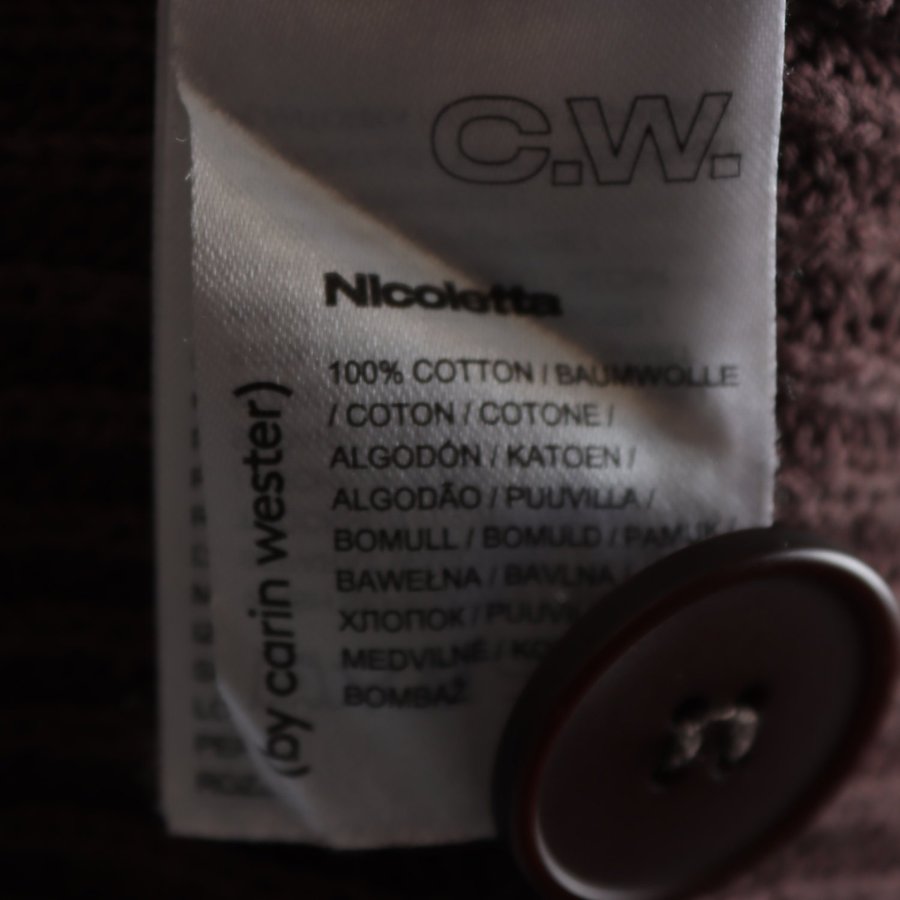 C.W.
Nicoletta
100% COTTON / BAUMWOLLE
/ COTON / COTONE /
ALGODÓN / KATOEN /
ALGODÃO / PUUVILLA /
BOMULL / BOMULD / PAMUK /
BAWEŁNA / BAVLNA /
ХЛОПОК /
MEDVILNĖ /
BOMBAŽ
(by carin wester)